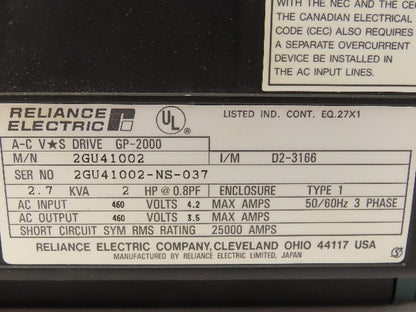 WITH THE NEC AND THE CEC
THE CANADIAN ELECTRICAL
CODE (CEC) ALSO REQUIRES
A SEPARATE OVERCURRENT
DEVICE BE INSTALLED IN
THE AC INPUT LINES.
RELIANCE
ELECTRIC
UL
LISTED IND. CONT. EQ.27X1
A-C V★S DRIVE GP-2000
M/N 2GU41002 I/M D2-3166
SER NO 2GU41002-NS-037
2.7 KVA 2 HP @ 0.8PF ENCLOSURE TYPE 1
AC INPUT 460 VOLTS 4.2 MAX AMPS 50/60Hz 3 PHASE
AC OUTPUT 460 VOLTS 3.5 MAX AMPS
SHORT CIRCUIT SYM RMS RATING 25000 AMPS
RELIANCE ELECTRIC COMPANY, CLEVELAND OHIO 44117 USA
MANUFACTURED BY RELIANCE ELECTRIC LIMITED, JAPAN